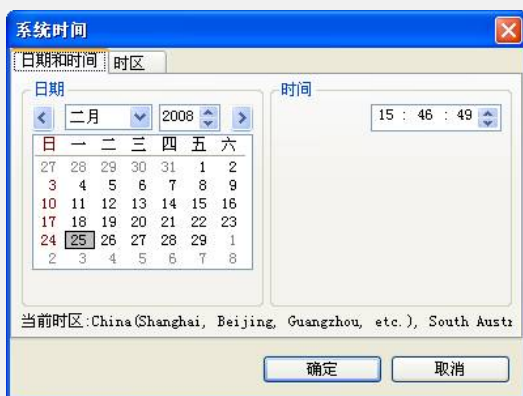 系统时间
日期和时间 时区
日期
二月 2008
日 一 二 三 四 五 六
27 28 29 30 31 1 2
3 4 5 6 7 8 9
10 11 12 13 14 15 16
17 18 19 20 21 22 23
24 25 26 27 28 29 1
2 3 4 5 6 7 8
时间
15 : 46 : 49
当前时区:China(Shanghai, Beijing, Guangzhou, etc.), South Austr
确定 取消